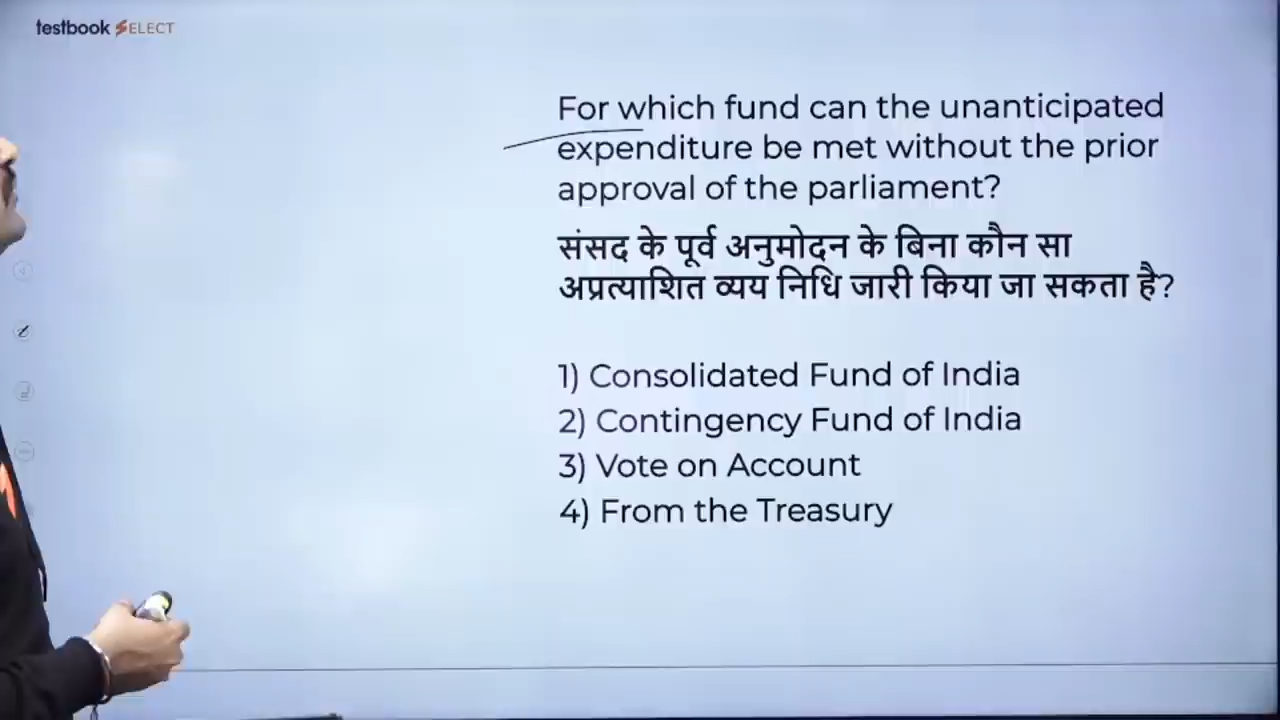 testbook SELECT
For which fund can the unanticipated
expenditure be met without the prior
approval of the parliament?
संसद के पूर्व अनुमोदन के बिना कौन सा
अप्रत्याशित व्यय निधि जारी किया जा सकता है?
1) Consolidated Fund of India
2) Contingency Fund of India
3) Vote on Account
4) From the Treasury